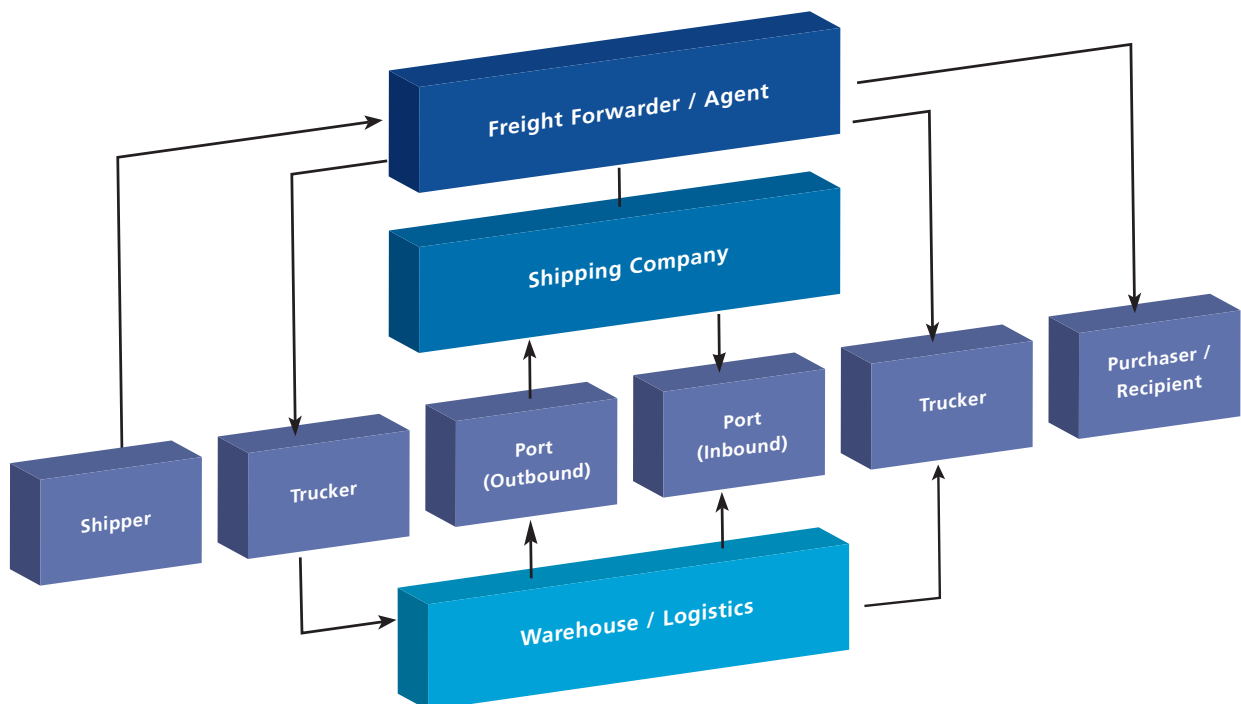 Freight Forwarder / Agent
Shipping Company
Purchaser /
Recipient
Trucker
Port
(Inbound)
Port
(Outbound)
Trucker
Shipper
Warehouse / Logistics